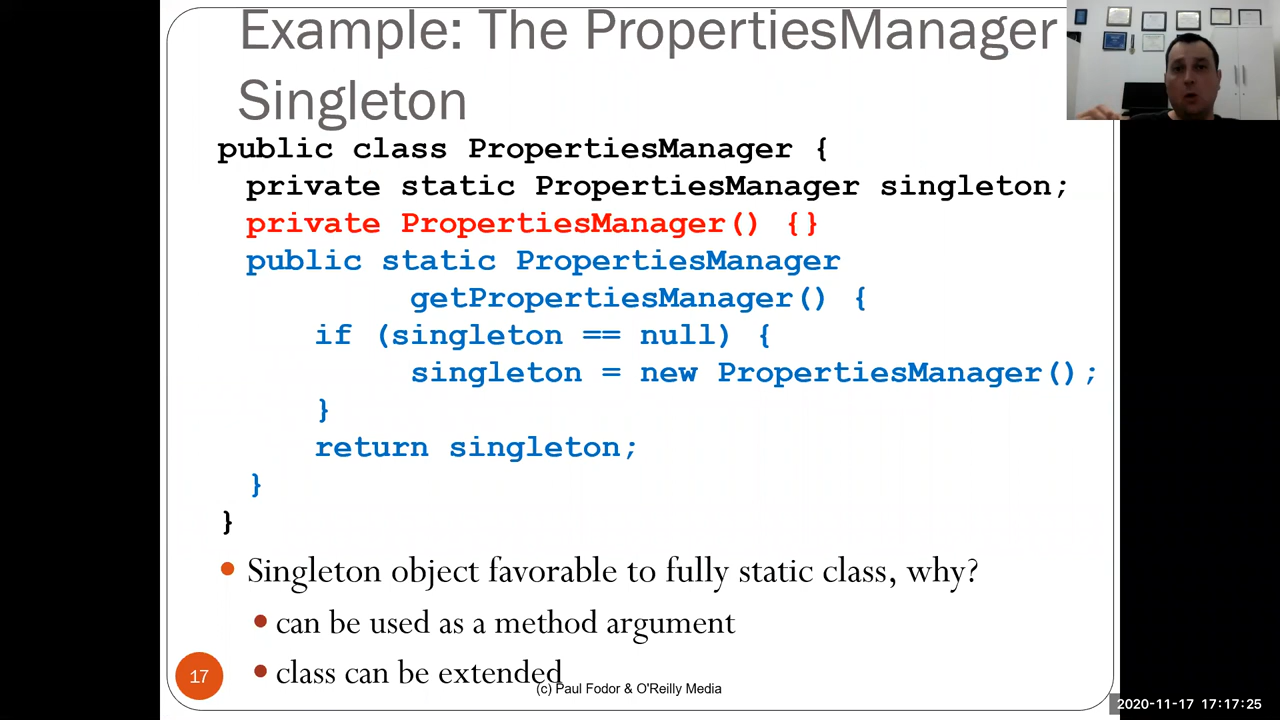 Example: The PropertiesManager
Singleton
public class PropertiesManager {
private static PropertiesManager singleton;
private PropertiesManager() {}
public static PropertiesManager
getPropertiesManager() {
if (singleton == null) {
singleton = new PropertiesManager();
}
return singleton;
}
}
• Singleton object favorable to fully static class, why?
• can be used as a method argument
• class can be extended
17
(c) Paul Fodor & O'Reilly Media
2020-11-17 17:17:25